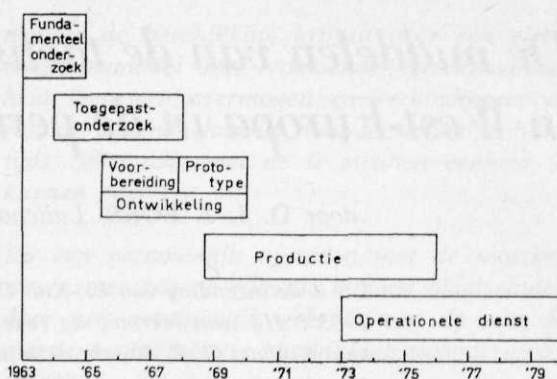 Funda-
menteel
onder-
zoek
Toegepast-
onderzoek
Voor-
bereiding
Proto-
type
Ontwikkeling
Productie
Operationele dienst
1963 '65 '67 '69 '71 '73 '75 '77 '79